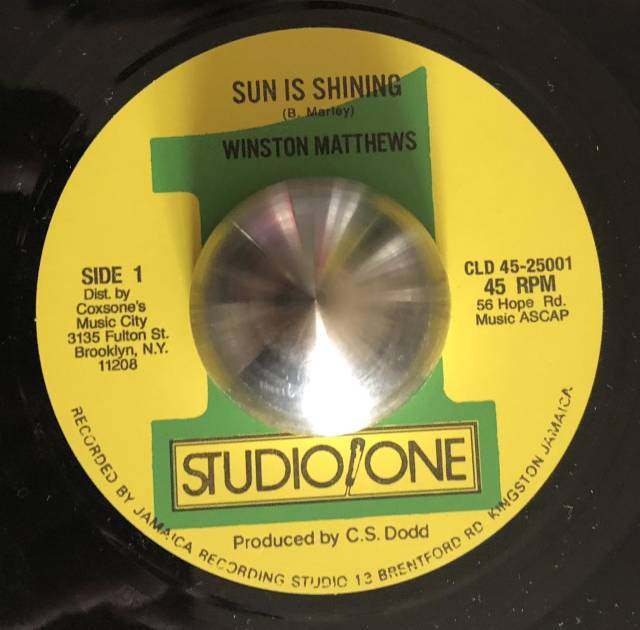 SUN IS SHINING
(B. Marley)
WINSTON MATTHEWS
SIDE 1
Dist. by
Coxsone's
Music City
3135 Fulton St.
Brooklyn, N.Y.
11208
CLD 45-25001
45 RPM
56 Hope Rd.
Music ASCAP
STUDIO ONE
Produced by C.S. Dodd
RECORDED BY JAMAICA RECORDING STUDIO 13 BRENTFORD RD KINGSTON JAMAICA